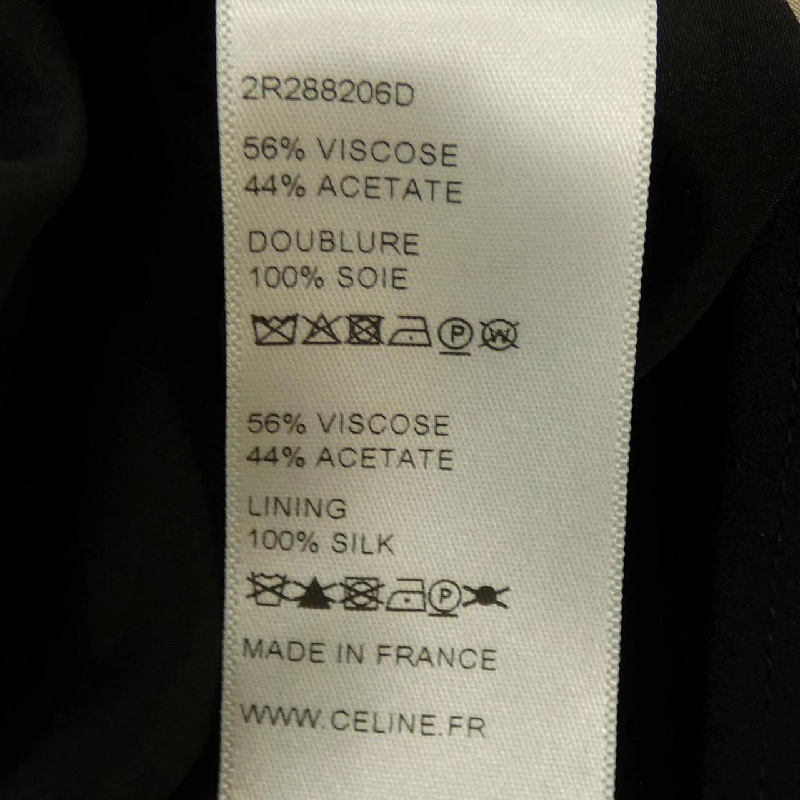 2R288206D
56% VISCOSE
44% ACETATE
DOUBLURE
100% SOIE
P W
56% VISCOSE
44% ACETATE
LINING
100% SILK
P
MADE IN FRANCE
WWW.CELINE.FR